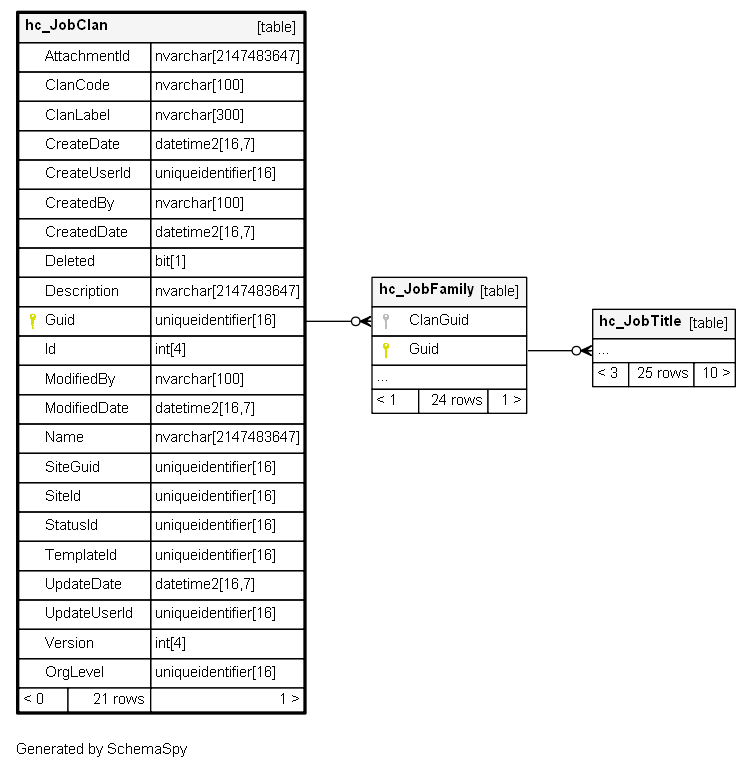 hc_JobClan [table]
AttachmentId nvarchar[2147483647]
ClanCode nvarchar[100]
ClanLabel nvarchar[300]
CreateDate datetime2[16,7]
CreateUserId uniqueidentifier[16]
CreatedBy nvarchar[100]
CreatedDate datetime2[16,7]
Deleted bit[1]
Description nvarchar[2147483647]
Guid uniqueidentifier[16]
Id int[4]
ModifiedBy nvarchar[100]
ModifiedDate datetime2[16,7]
Name nvarchar[2147483647]
SiteGuid uniqueidentifier[16]
SiteId uniqueidentifier[16]
StatusId uniqueidentifier[16]
TemplateId uniqueidentifier[16]
UpdateDate datetime2[16,7]
UpdateUserId uniqueidentifier[16]
Version int[4]
OrgLevel uniqueidentifier[16]
< 0 21 rows 1 >
hc_JobFamily [table]
ClanGuid
Guid
...
< 1 24 rows 1 >
hc_JobTitle [table]
...
< 3 25 rows 10 >
Generated by SchemaSpy